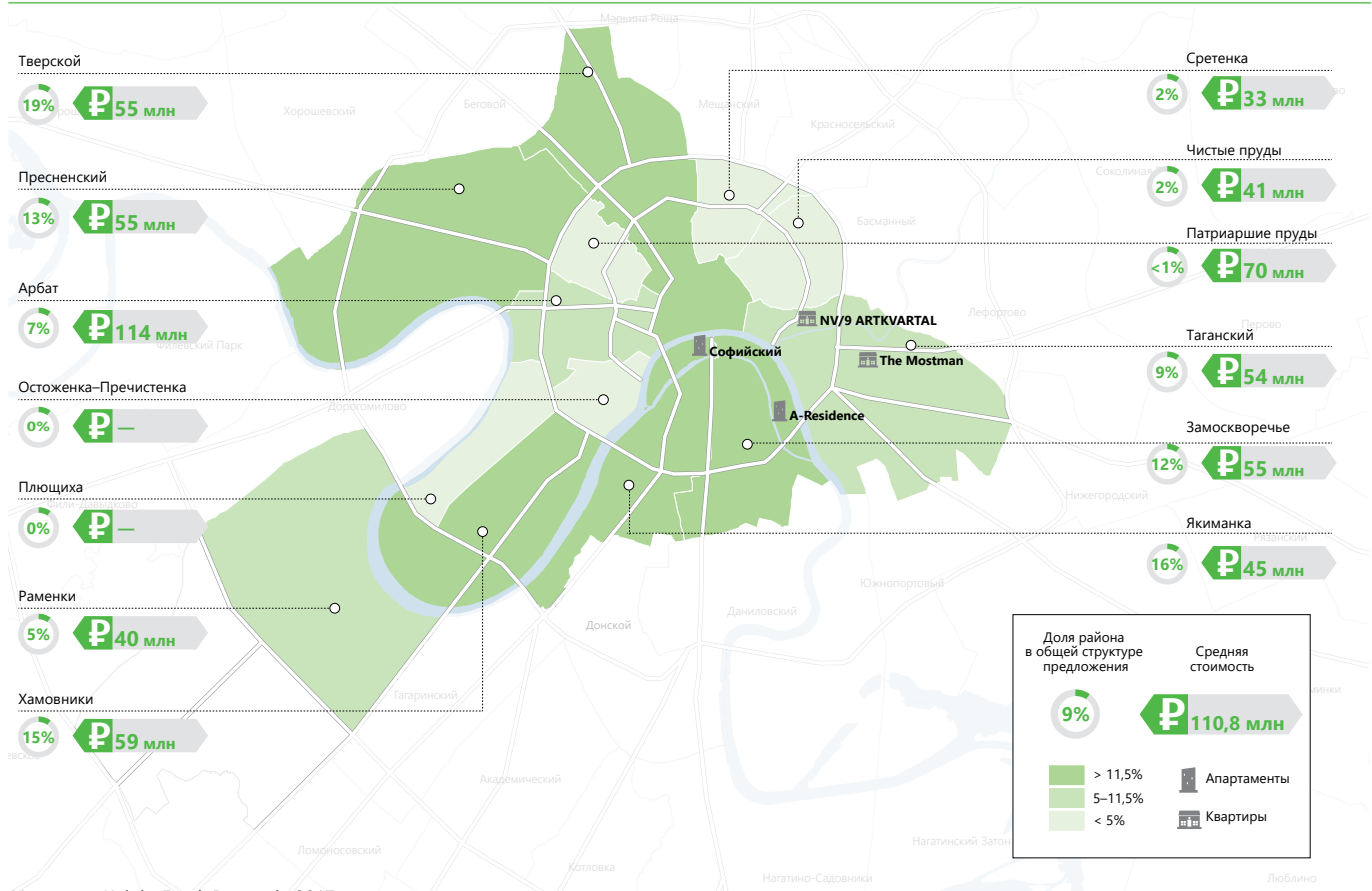 Марьина Роща
Тверской
19%
₽ 55 млн
Хорошевский
Беговой
Мещанский
Красносельский
Сретенка
2%
₽ 33 млн
Пресненский
13%
₽ 55 млн
Чистые пруды
2%
₽ 41 млн
Басманный
Патриаршие пруды
<1%
₽ 70 млн
Арбат
7%
₽ 114 млн
Филевский Парк
Лефортово
Перово
NV/9 ARTKVARTAL
Софийский
The Mostman
A-Residence
Таганский
9%
₽ 54 млн
Остоженка–Пречистенка
0%
₽ —
Дорогомилово
Замоскворечье
12%
₽ 55 млн
Плющиха
0%
₽ —
Фили-Давыдково
Нижегородский
Рязанский
Якиманка
16%
₽ 45 млн
Южнопортовый
Раменки
5%
₽ 40 млн
Донской
Даниловский
Гагаринский
Хамовники
15%
₽ 59 млн
Академический
Ломоносовский
Котловка
Нагатино-Садовники
Нагатинский Затон
Люблино
Доля района
в общей структуре
предложения
Средняя
стоимость
9%
₽ 110,8 млн
> 11,5%
5–11,5%
< 5%
Апартаменты
Квартиры